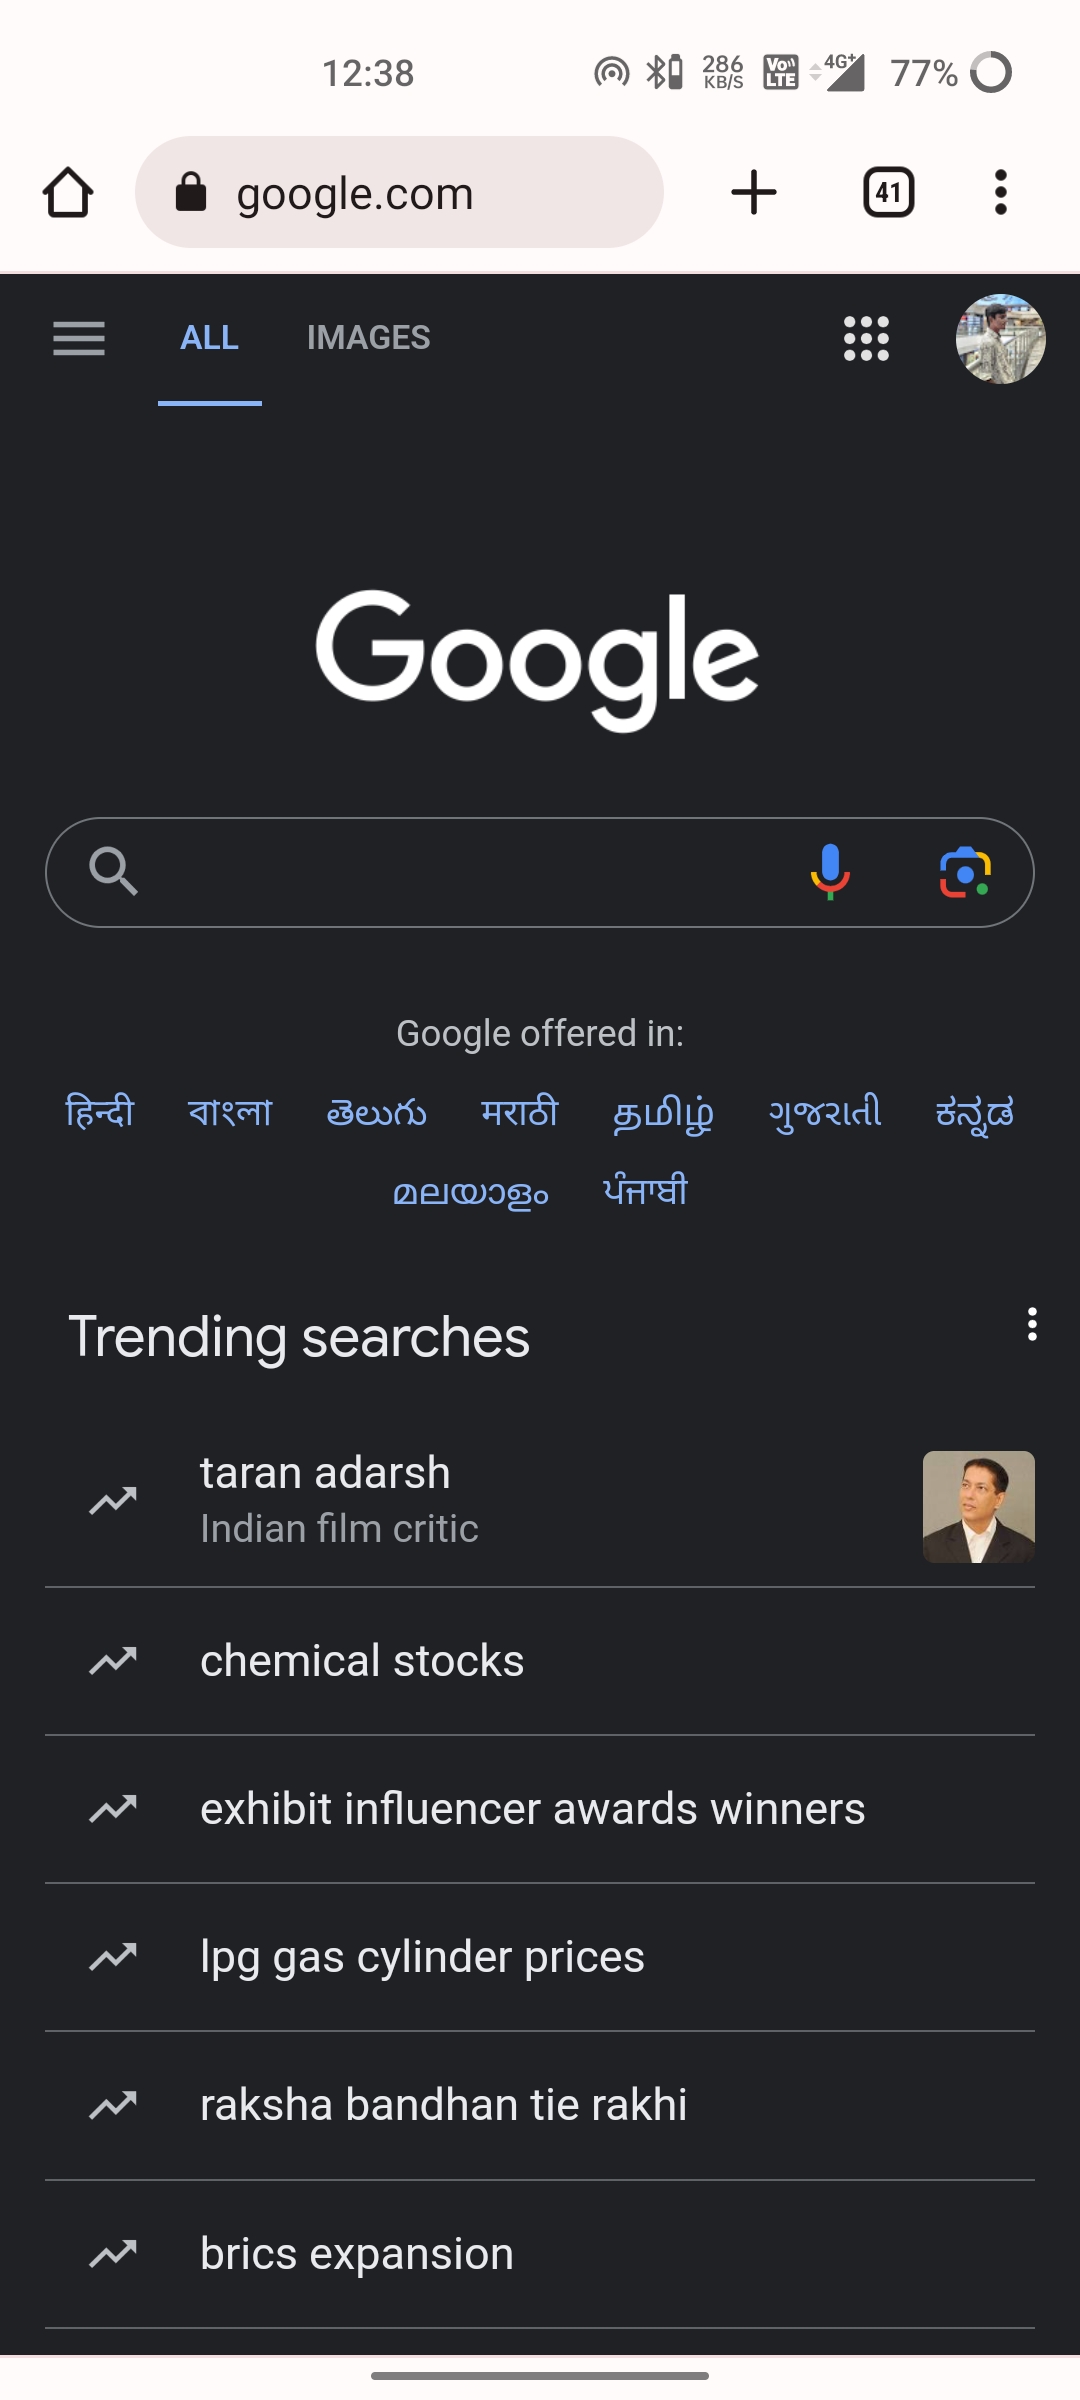 12:38 286 KB/S VoLTE 4G+ 77%
google.com 41
ALL IMAGES
Google
Google offered in:
हिन्दी বাংলা తెలుగు मराठी தமிழ் ગુજરાતી ಕನ್ನಡ
മലയാളം ਪੰਜਾਬੀ
Trending searches
taran adarsh
Indian film critic
chemical stocks
exhibit influencer awards winners
lpg gas cylinder prices
raksha bandhan tie rakhi
brics expansion